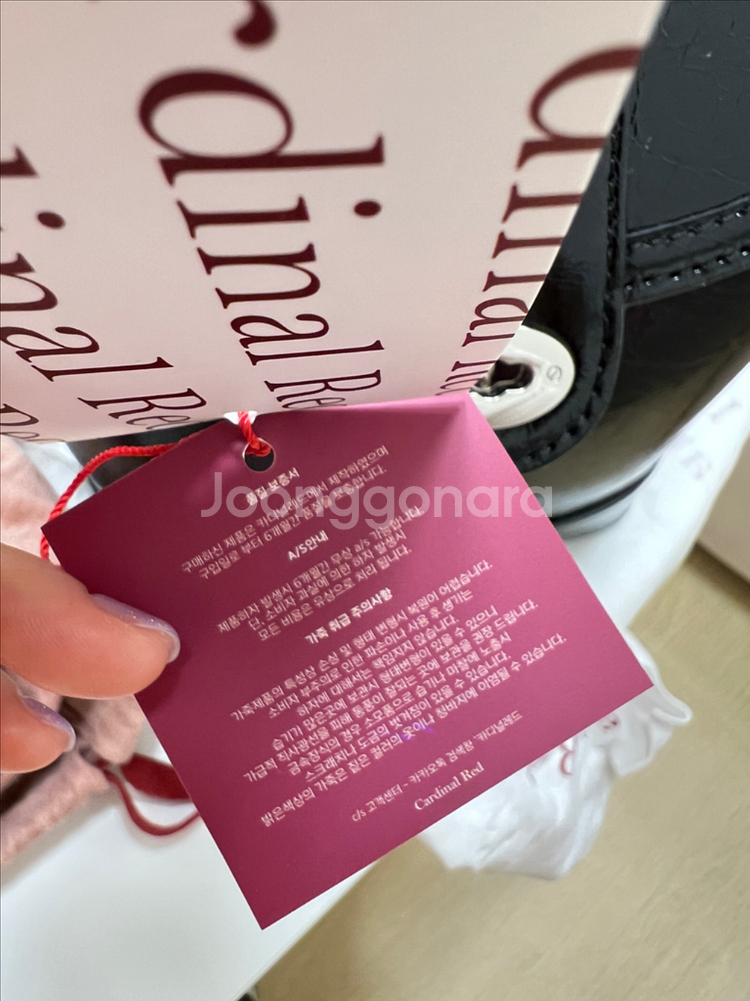 rdinal Re
dinal
inal Re
품질 보증서
구매하신 제품은 카디널레드에서 제작하였으며
구입일로 부터 6개월간 품질을 보증합니다.
A/S안내
제품하자 발생시 6개월간 무상 a/s 가능합니다.
단, 소비자 과실에 의한 하자 발생시
모든 비용은 유상으로 처리 됩니다.
가죽 취급 주의사항
가죽제품의 특성상 손상 및 형태 변형시 복원이 어렵습니다.
소비자 부주의로 인한 파손이나 사용 후 생기는
하자에 대해서는 책임지지 않습니다.
습기가 많은곳에 보관시 형태변형이 있을 수 있으니
가급적 직사광선을 피해 통풍이 잘되는 곳에 보관을 권장 드립니다.
금속장식의 경우 소모품으로 습기나 마찰에 노출시
스크래치나 도금의 벗겨짐이 있을 수 있습니다.
밝은색상의 가죽은 짙은 컬러의 옷이나 장비지에 이염될 수 있습니다.
c/s 고객센터 - 카카오톡 검색창 '카디널레드
Cardinal Red
Joonggonara